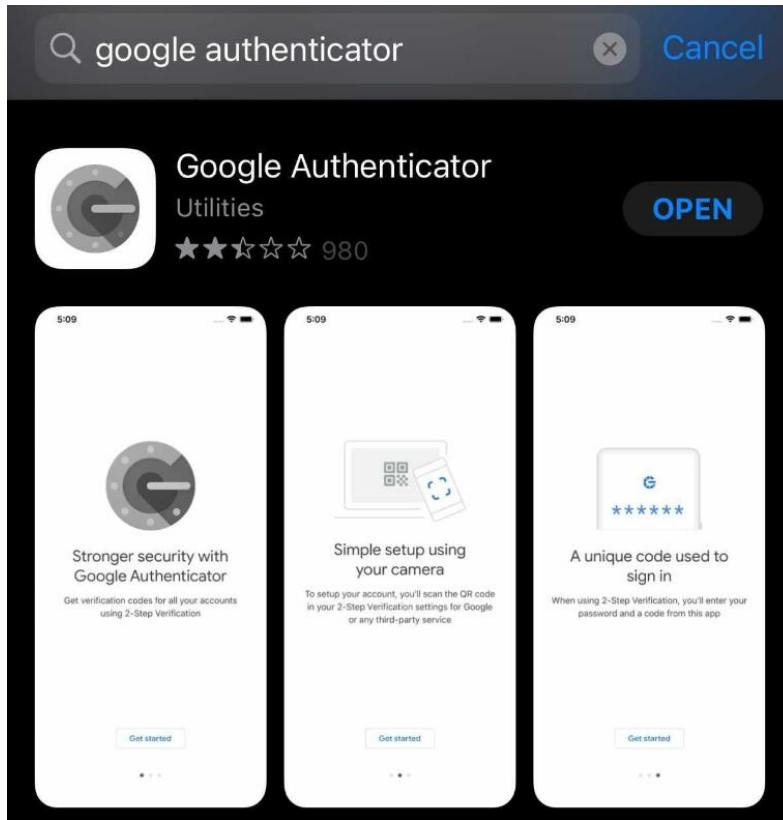 google authenticator
Cancel
Google Authenticator
Utilities
OPEN
980
5:09
Stronger security with
Google Authenticator
Get verification codes for all your accounts
using 2-Step Verification
Get started
5:09
Simple setup using
your camera
To setup your account, you'll scan the QR code
in your 2-Step Verification settings for Google
or any third-party service
Get started
5:09
G
******
A unique code used to
sign in
When using 2-Step Verification, you'll enter your
password and a code from this app
Get started